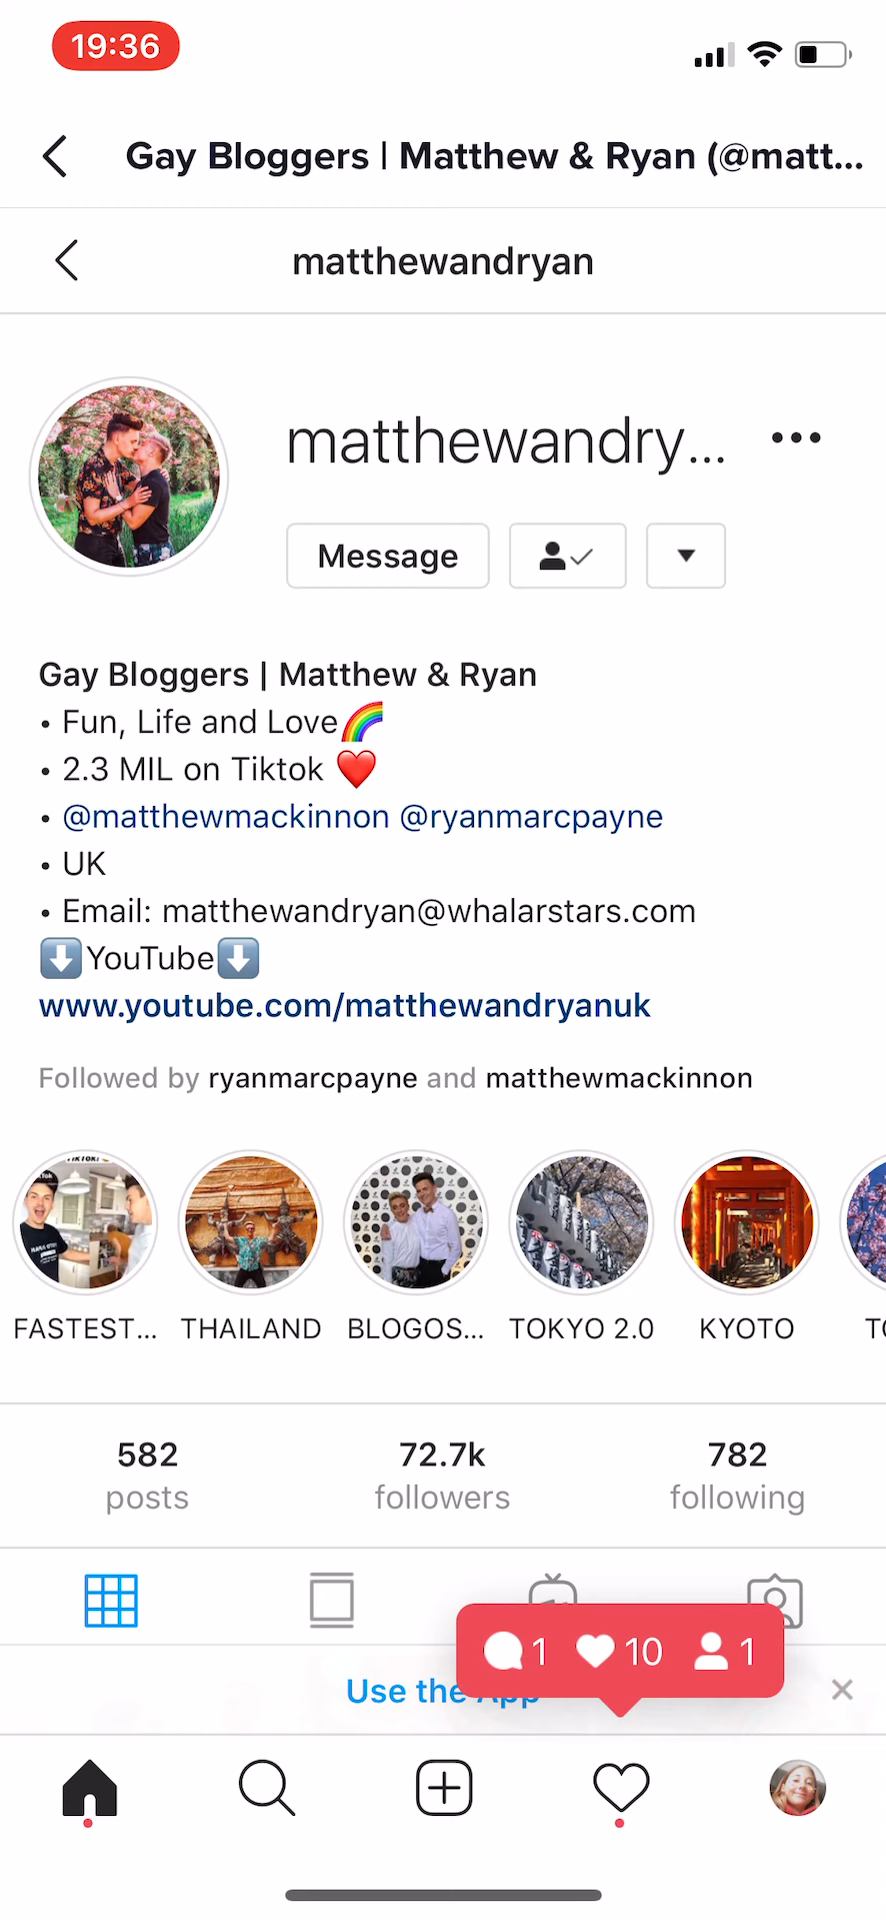 19:36
Gay Bloggers | Matthew & Ryan (@matt...
matthewandryan
matthewandry...
Message
Gay Bloggers | Matthew & Ryan
• Fun, Life and Love🌈
• 2.3 MIL on Tiktok ❤️
• @matthewmackinnon @ryanmarcpayne
• UK
• Email: matthewandryan@whalarstars.com
⬇️YouTube⬇️
www.youtube.com/matthewandryanuk
Followed by ryanmarcpayne and matthewmackinnon
FASTEST... THAILAND BLOGOS... TOKYO 2.0 KYOTO
582 72.7k 782
posts followers following
1 10 1
Use the App